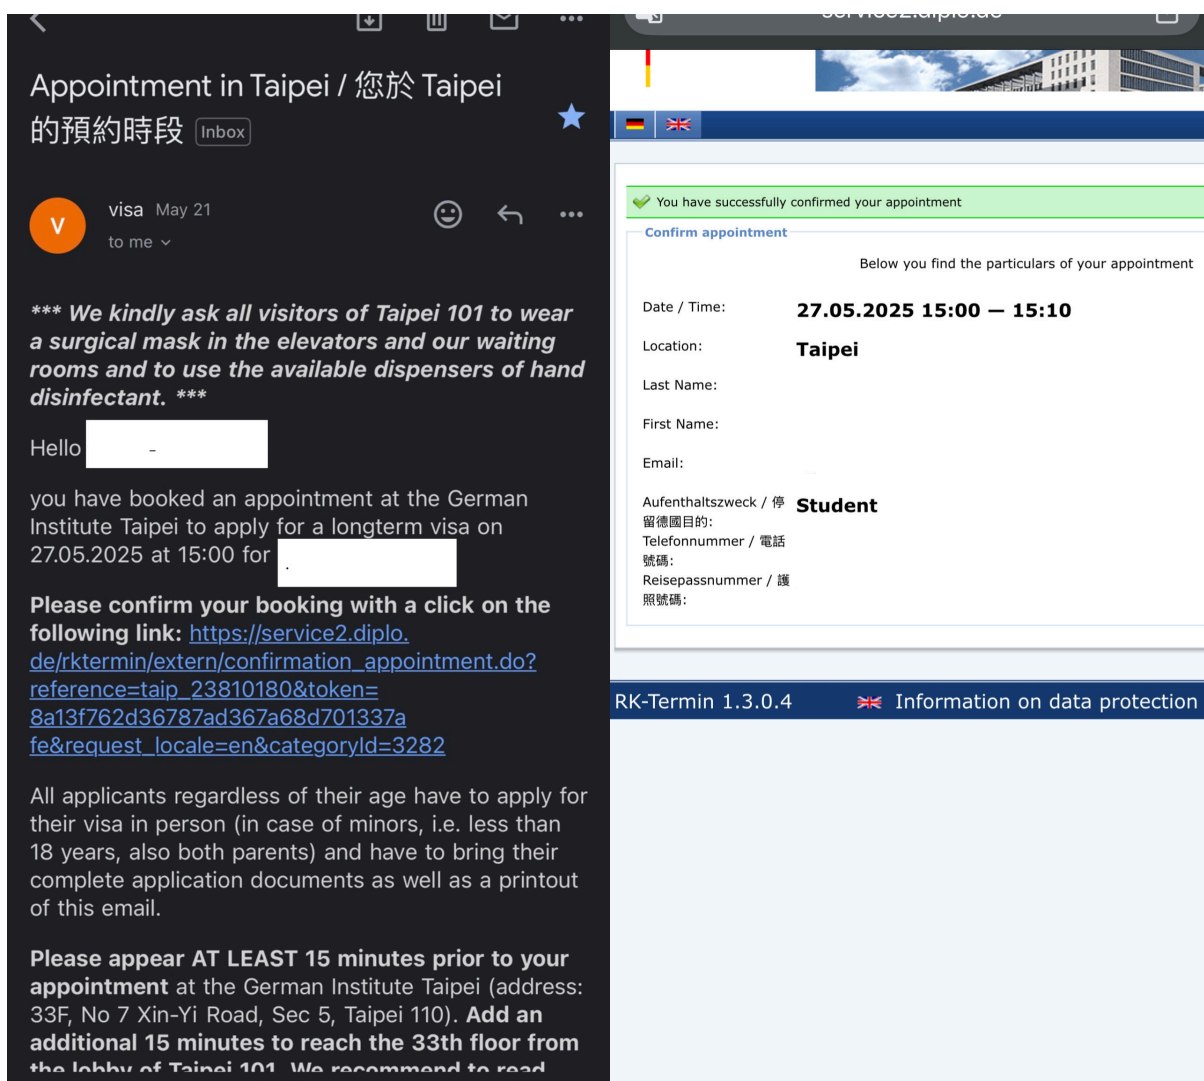 Appointment in Taipei / 您於 Taipei
的預約時段 Inbox
V
visa May 21
to me
*** We kindly ask all visitors of Taipei 101 to wear
a surgical mask in the elevators and our waiting
rooms and to use the available dispensers of hand
disinfectant. ***
Hello
you have booked an appointment at the German
Institute Taipei to apply for a longterm visa on
27.05.2025 at 15:00 for
Please confirm your booking with a click on the
following link: https://service2.diplo.
de/rktermin/extern/confirmation_appointment.do?
reference=taip_23810180&token=
8a13f762d36787ad367a68d701337a
fe&request_locale=en&categoryId=3282
All applicants regardless of their age have to apply for
their visa in person (in case of minors, i.e. less than
18 years, also both parents) and have to bring their
complete application documents as well as a printout
of this email.
Please appear AT LEAST 15 minutes prior to your
appointment at the German Institute Taipei (address:
33F, No 7 Xin-Yi Road, Sec 5, Taipei 110). Add an
additional 15 minutes to reach the 33th floor from
the lobby of Taipei 101. We recommend to read
service2.diplo.de
You have successfully confirmed your appointment
Confirm appointment
Below you find the particulars of your appointment
Date / Time: 27.05.2025 15:00 — 15:10
Location: Taipei
Last Name:
First Name:
Email:
Aufenthaltszweck / 停 Student
留德國目的:
Telefonnummer / 電話
號碼:
Reisepassnummer / 護
照號碼:
RK-Termin 1.3.0.4 Information on data protection